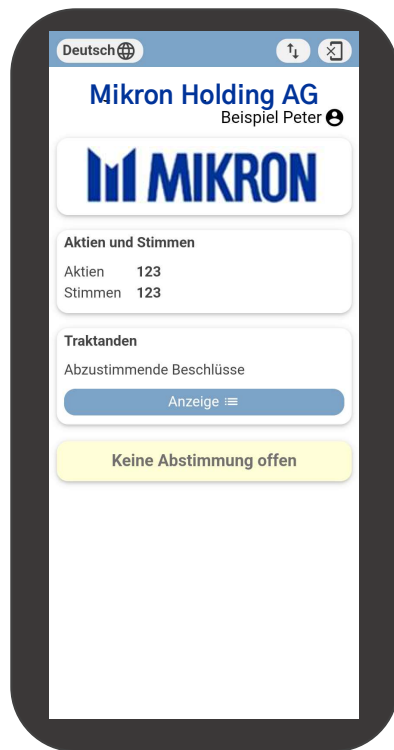 Deutsch
Mikron Holding AG
Beispiel Peter
MIKRON
Aktien und Stimmen
Aktien 123
Stimmen 123
Traktanden
Abzustimmende Beschlüsse
Anzeige
Keine Abstimmung offen